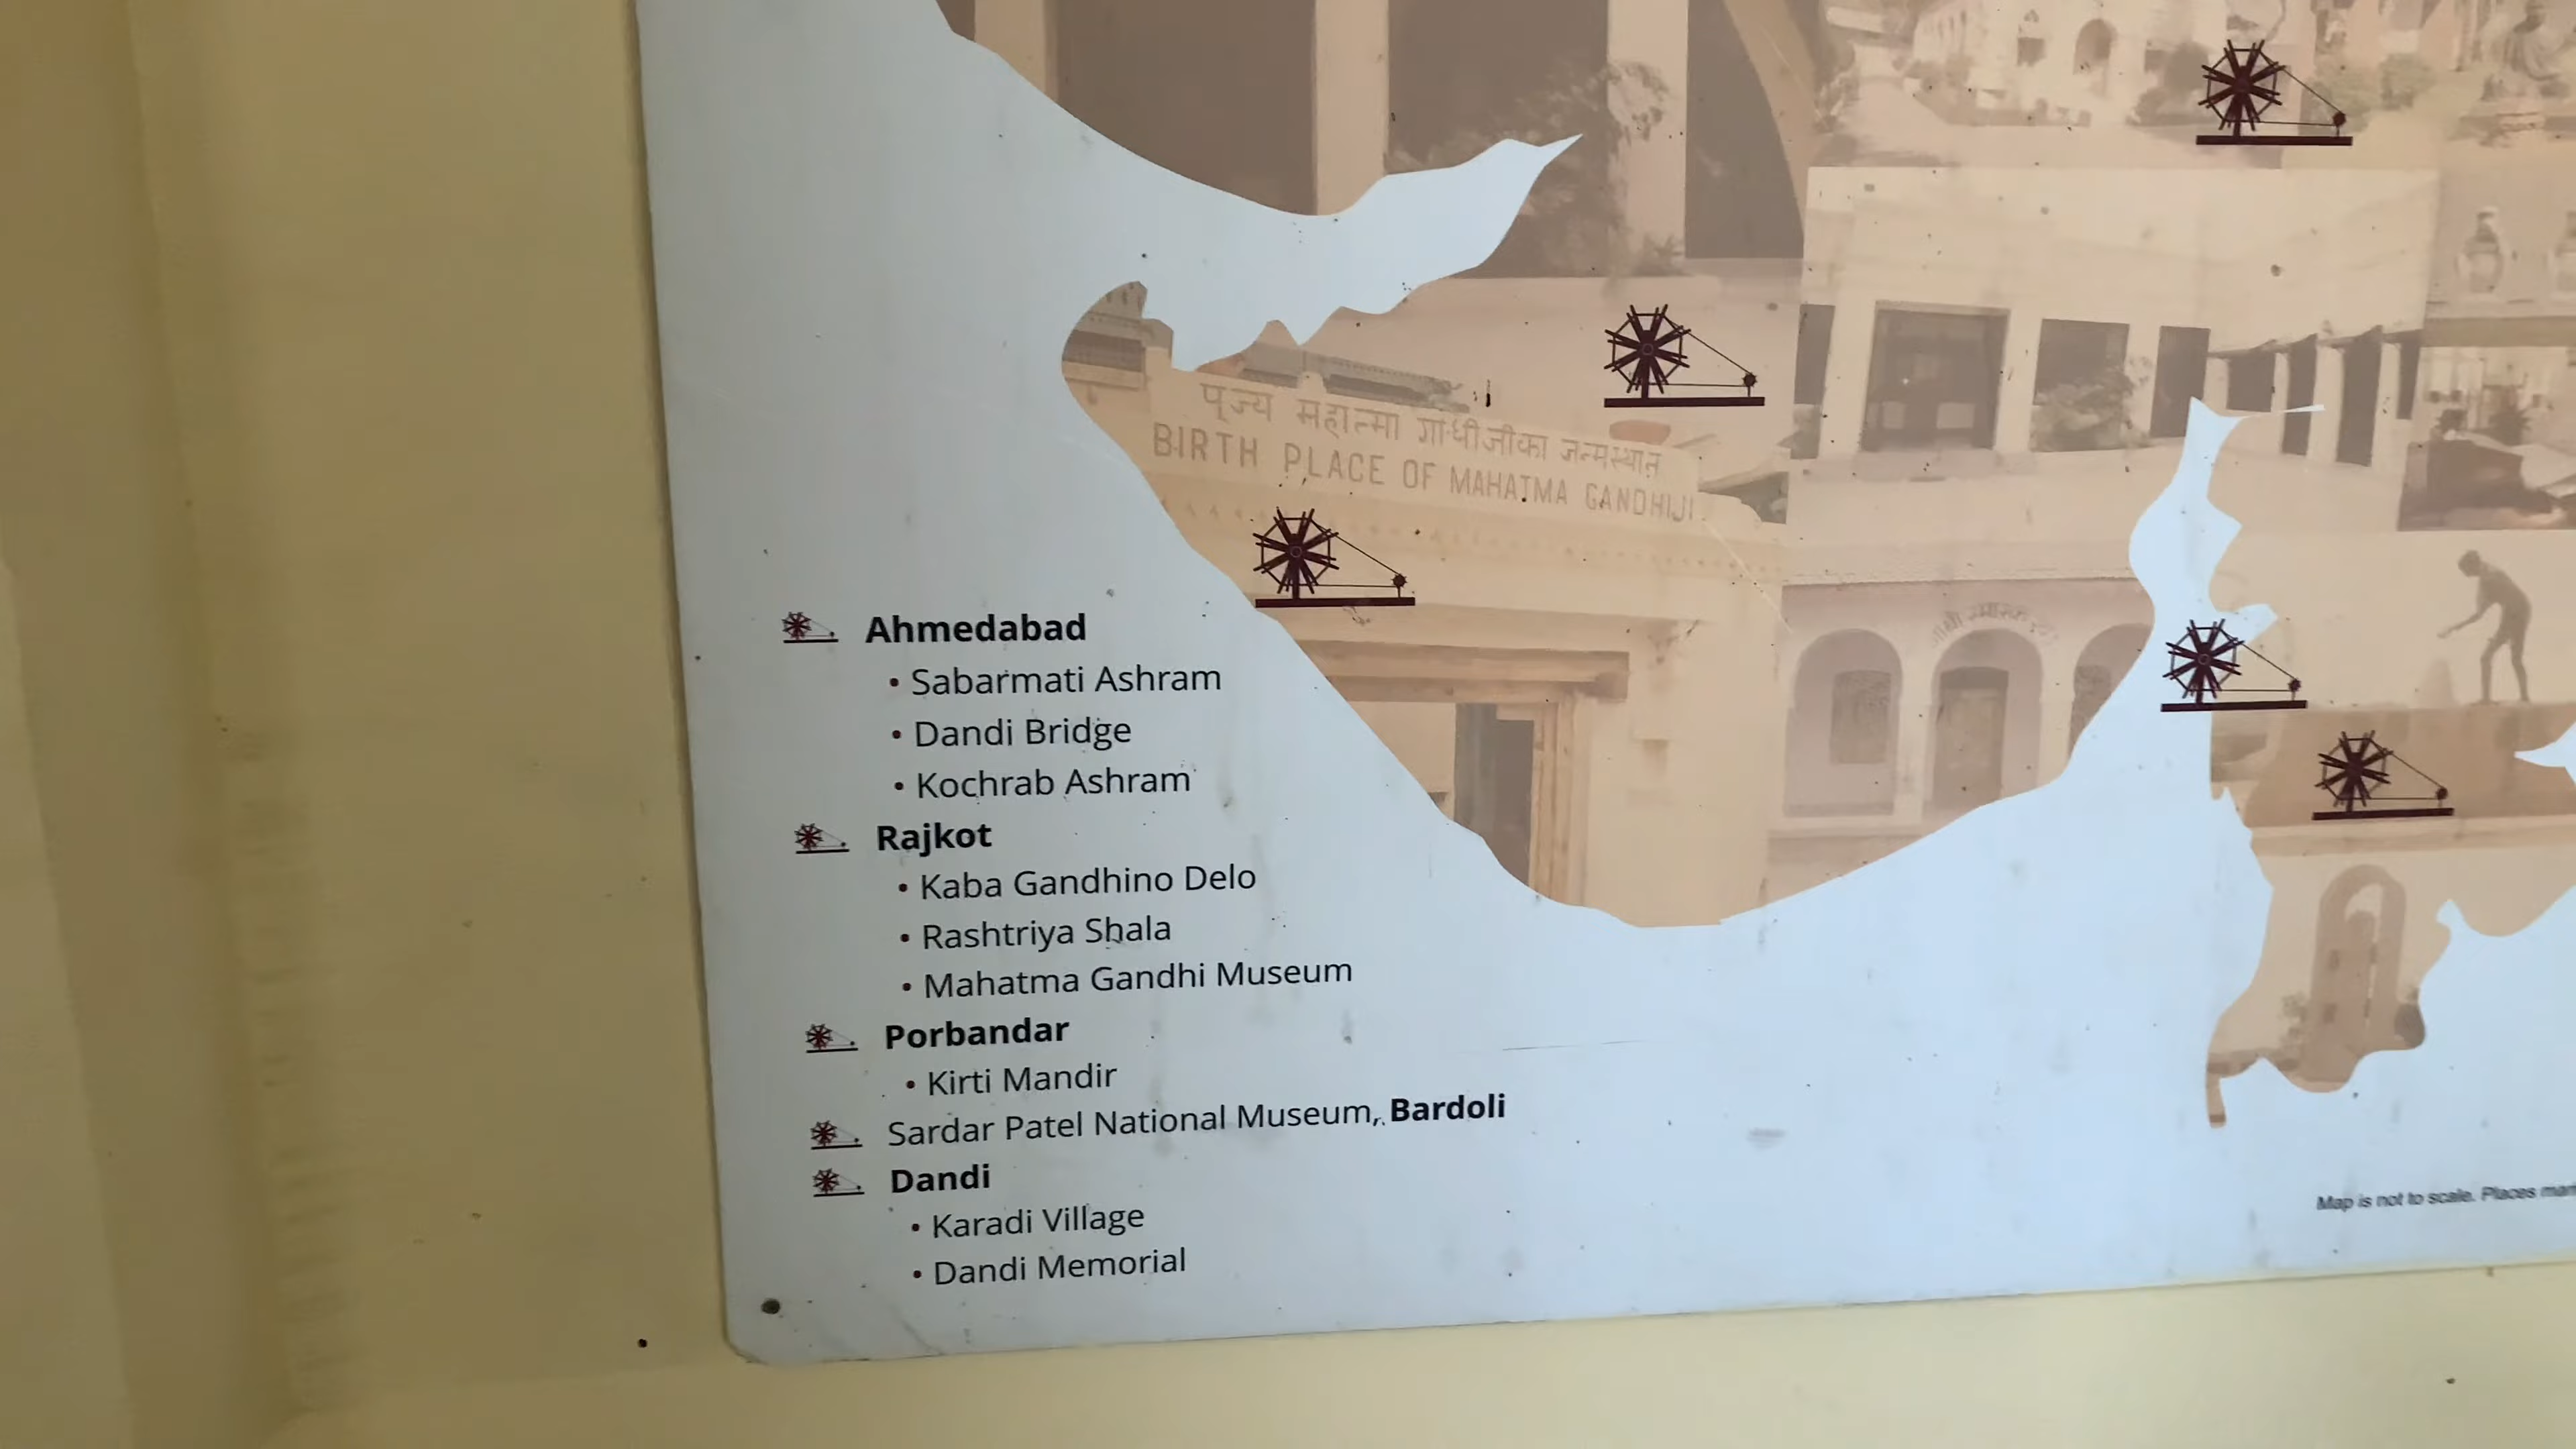 पूज्य महात्मा गांधीजीका जन्मस्थान
BIRTH PLACE OF MAHATMA GANDHIJI
Ahmedabad
• Sabarmati Ashram
• Dandi Bridge
• Kochrab Ashram
Rajkot
• Kaba Gandhino Delo
• Rashtriya Shala
• Mahatma Gandhi Museum
Porbandar
• Kirti Mandir
Sardar Patel National Museum, Bardoli
Dandi
• Karadi Village
• Dandi Memorial
Map is not to scale. Places